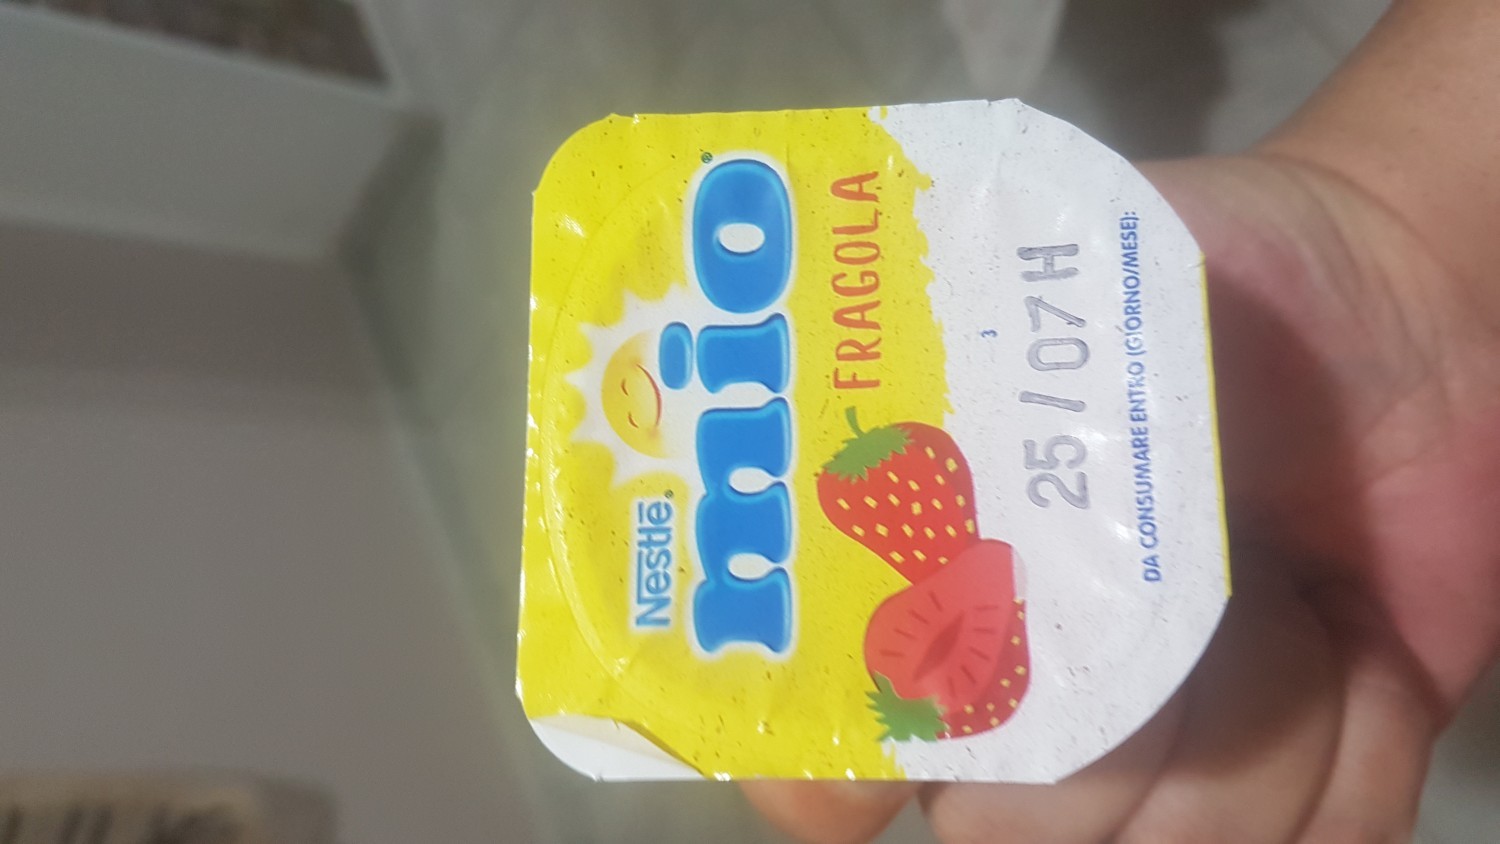 Nestlé®
mio®
FRAGOLA
3
25/07H
DA CONSUMARE ENTRO (GIORNO/MESE):